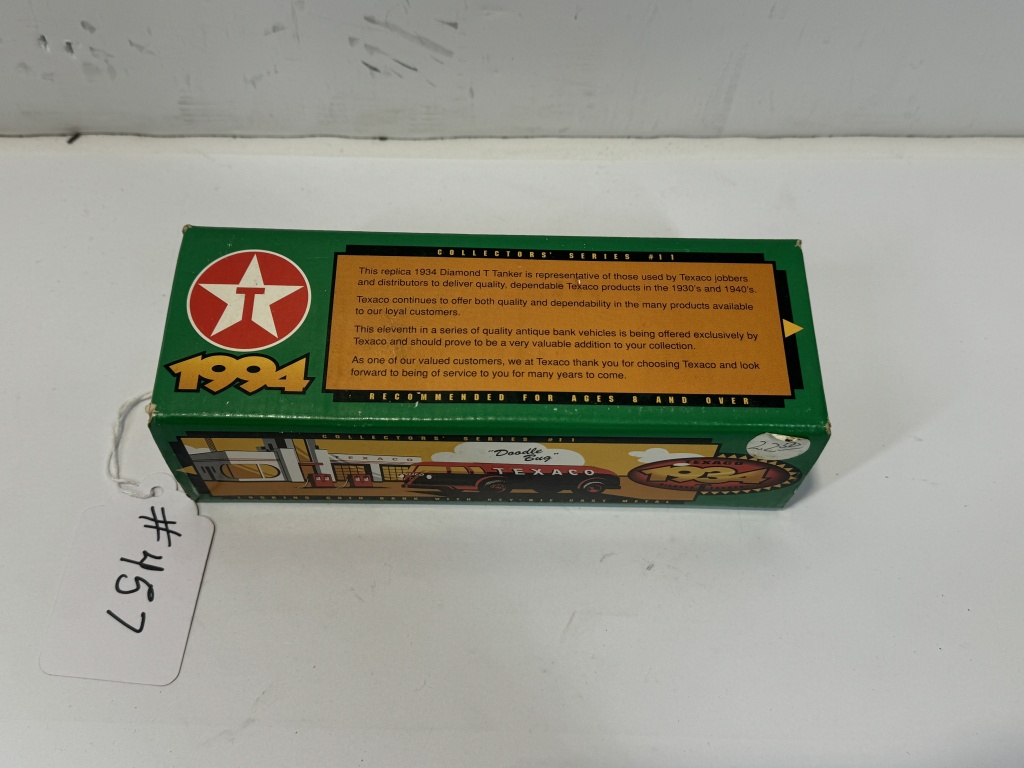 COLLECTORS' SERIES #11
This replica 1934 Diamond T Tanker is representative of those used by Texaco jobbers
and distributors to deliver quality, dependable Texaco products in the 1930's and 1940's.
Texaco continues to offer both quality and dependability in the many products available
to our loyal customers.
This eleventh in a series of quality antique bank vehicles is being offered exclusively by
Texaco and should prove to be a very valuable addition to your collection.
As one of our valued customers, we at Texaco thank you for choosing Texaco and look
forward to being of service to you for many years to come.
RECOMMENDED FOR AGES 8 AND OVER
T
1994
COLLECTORS' SERIES #11
TEXACO
"Doodle
Bug"
TEXACO
TEXACO
1934
#457